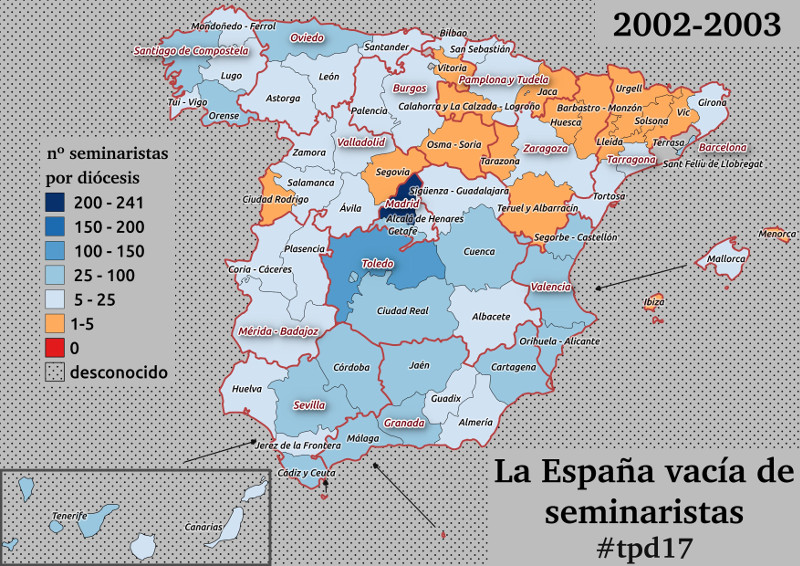 2002-2003
Mondoñedo - Ferrol
Bilbao
Oviedo
Santiago de Compostela
Santander
San Sebastián
Vitoria
Pamplona y Tudela
Lugo
León
Burgos
Jaca
Urgell
Girona
Astorga
Palencia
Calahorra y La Calzada - Logroño
Barbastro - Monzón
Vic
Tui - Vigo
Orense
Huesca
Solsona
Valladolid
Osma - Soria
Zaragoza
Lleida
Terrasa
Barcelona
Zamora
Tarazona
Tarragona
Sant Feliu de Llobregat
nº seminaristas
por diócesis
200 - 241
150 - 200
100 - 150
25 - 100
5 - 25
1-5
0
desconocido
Segovia
Salamanca
Sigüenza - Guadalajara
Tortosa
Ciudad Rodrigo
Ávila
Madrid
Alcalá de Henares
Teruel y Albarracín
Getafe
Menorca
Segorbe - Castellón
Plasencia
Cuenca
Mallorca
Coria - Cáceres
Toledo
Valencia
Ibiza
Ciudad Real
Albacete
Mérida - Badajoz
Orihuela - Alicante
Córdoba
Jaén
Cartagena
Huelva
Guadix
Sevilla
Granada
Almería
Málaga
Jerez de la Frontera
Cádiz y Ceuta
Tenerife
Canarias
La España vacía de
seminaristas
#tpd17